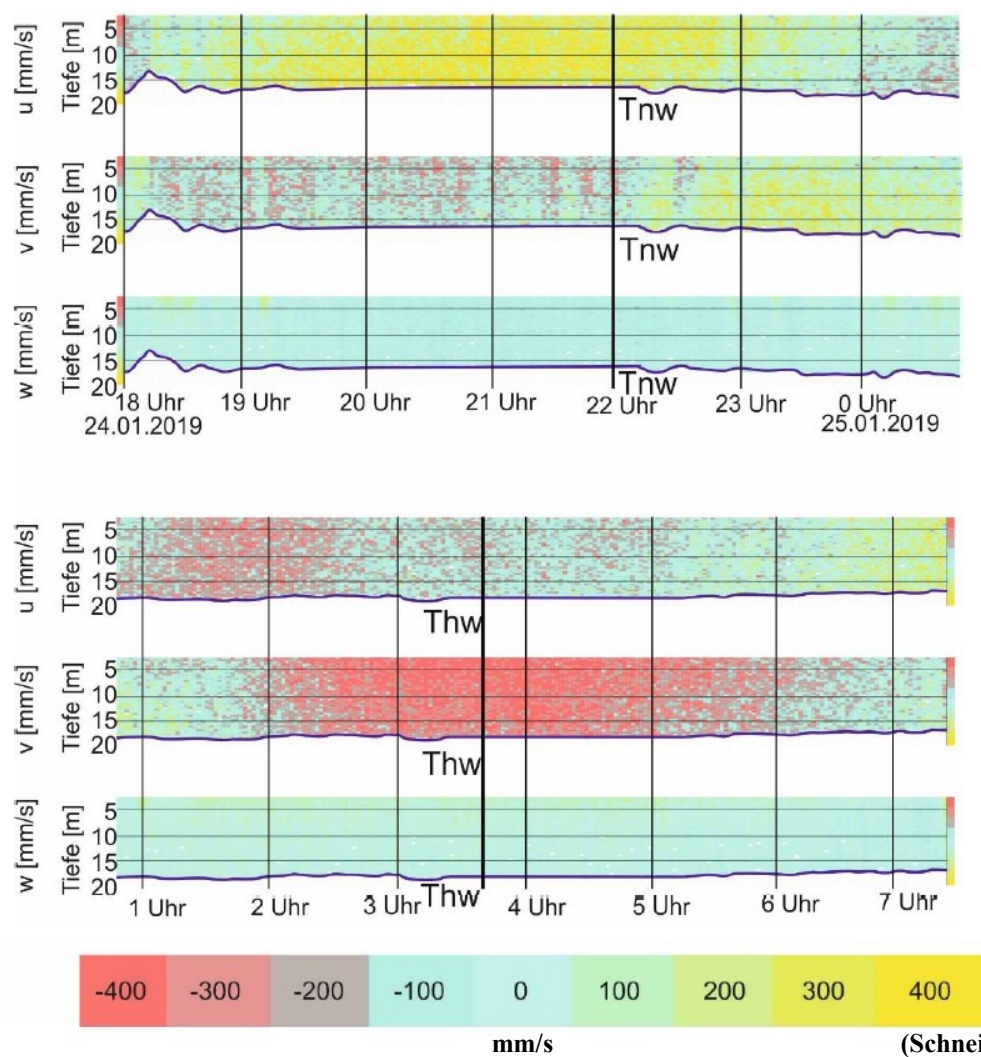 u [mm/s] Tiefe [m] 5 10 15 20 Tnw
v [mm/s] Tiefe [m] 5 10 15 20 Tnw
w [mm/s] Tiefe [m] 5 10 15 20 Tnw
18 Uhr 19 Uhr 20 Uhr 21 Uhr 22 Uhr 23 Uhr 0 Uhr
24.01.2019 25.01.2019
u [mm/s] Tiefe [m] 5 10 15 20 Thw
v [mm/s] Tiefe [m] 5 10 15 20 Thw
w [mm/s] Tiefe [m] 5 10 15 20 Thw
1 Uhr 2 Uhr 3 Uhr 4 Uhr 5 Uhr 6 Uhr 7 Uhr
-400 -300 -200 -100 0 100 200 300 400
mm/s (Schnei